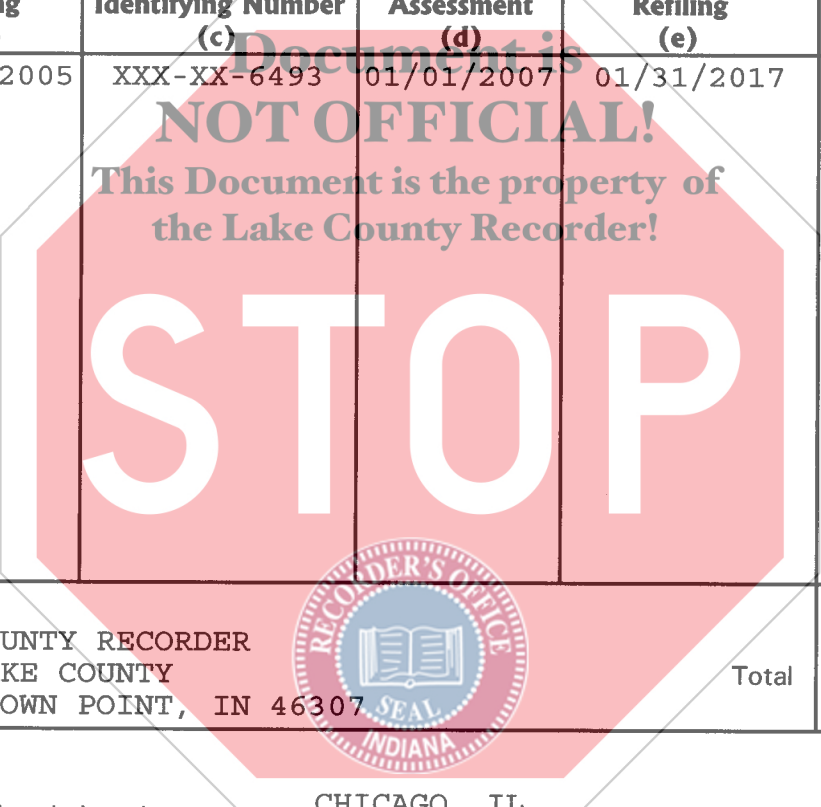 ng Identifying Number Assessment Refiling
(c) (d) (e)
Document is
2005 XXX-XX-6493 01/01/2007 01/31/2017
NOT OFFICIAL!
This Document is the property of
the Lake County Recorder!
STOP
RECORDER'S OFFICE
SEAL
INDIANA
UNTY RECORDER
KE COUNTY
OWN POINT, IN 46307
Total
CHICAGO, IL